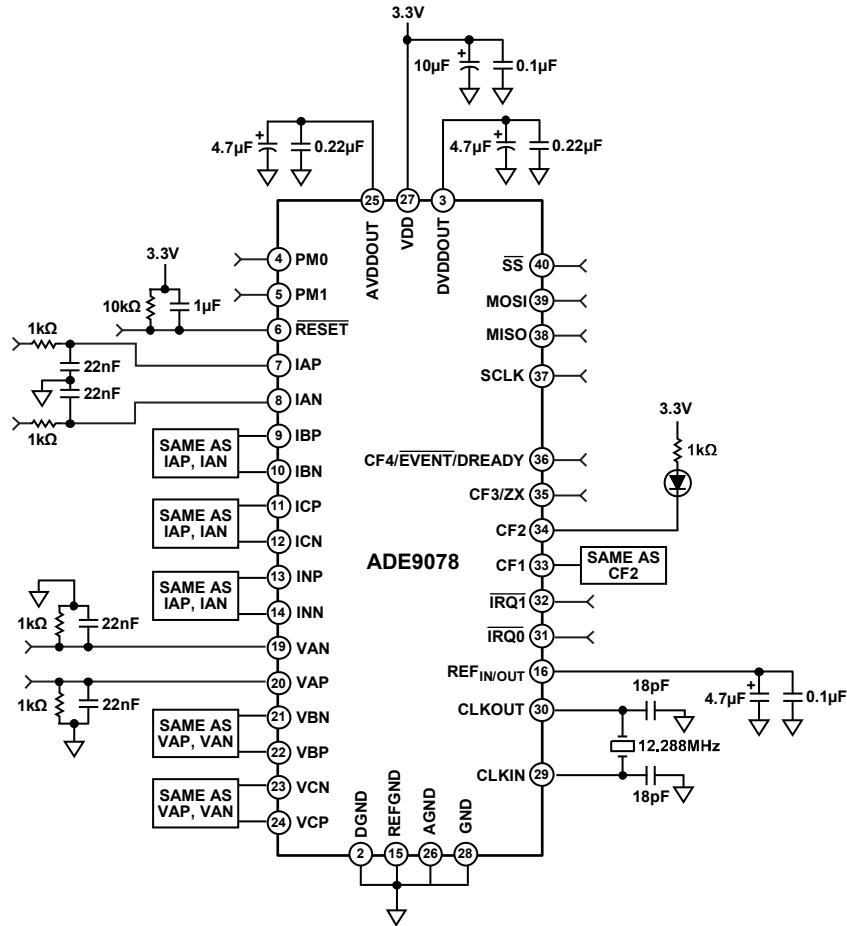 3.3V
10µF
+
0.1µF
4.7µF
+
0.22µF
4.7µF
+
0.22µF
25
27
3
AVDDOUT
VDD
DVDDOUT
3.3V
10kΩ
1µF
4
PM0
5
PM1
6
RESET
1kΩ
22nF
22nF
1kΩ
7
IAP
8
IAN
SAME AS
IAP, IAN
9
IBP
10
IBN
SAME AS
IAP, IAN
11
ICP
12
ICN
SAME AS
IAP, IAN
13
INP
14
INN
1kΩ
22nF
19
VAN
20
VAP
1kΩ
22nF
SAME AS
VAP, VAN
21
VBN
22
VBP
SAME AS
VAP, VAN
23
VCN
24
VCP
ADE9078
SS
40
MOSI
39
MISO
38
SCLK
37
CF4/EVENT/DREADY
36
CF3/ZX
35
CF2
34
3.3V
1kΩ
CF1
33
SAME AS
CF2
IRQ1
32
IRQ0
31
REFIN/OUT
16
4.7µF
+
0.1µF
CLKOUT
30
18pF
12.288MHz
CLKIN
29
18pF
DGND
REFGND
AGND
GND
2
15
26
28